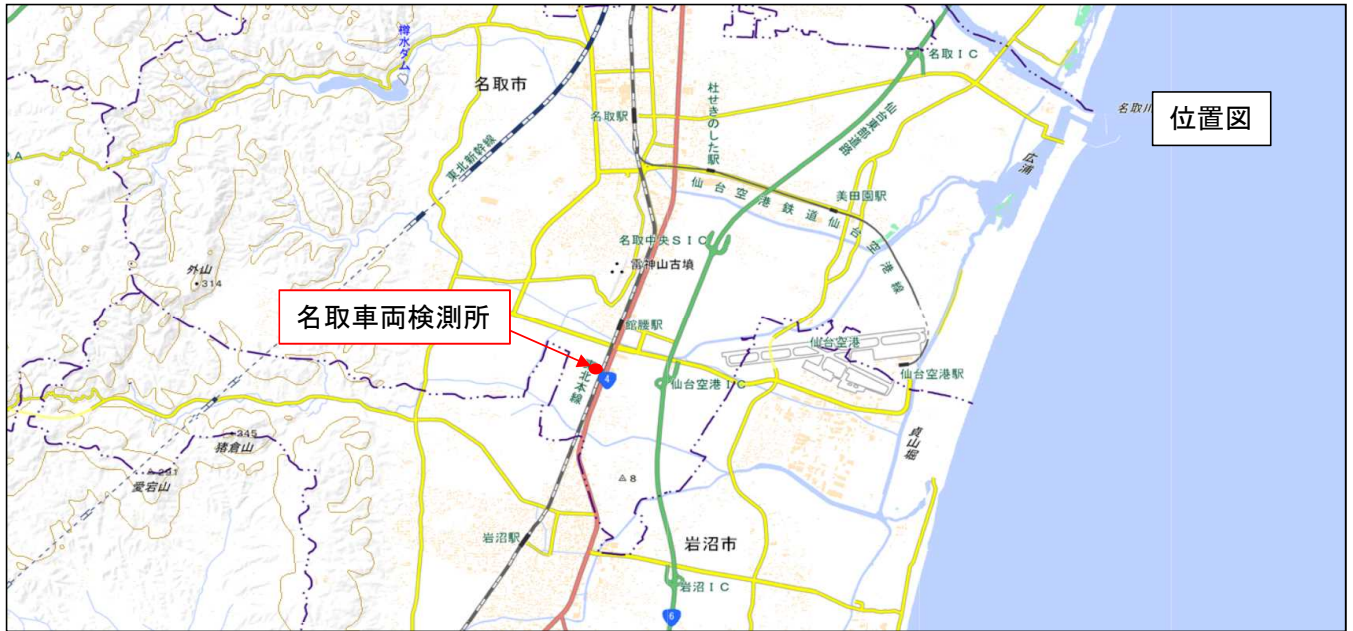 樽水ダム
名取市
名取IC
名取川
位置図
杜せきのした駅
名取駅
仙台東部道路
広浦
東北新幹線
仙台空港鉄道仙台空港線
美田園駅
名取中央SIC
雷神山古墳
外山
314
名取車両検測所
館腰駅
仙台空港
東北本線
4
仙台空港IC
仙台空港駅
345
猪倉山
貞山堀
291
愛宕山
8
岩沼駅
岩沼市
岩沼IC
6